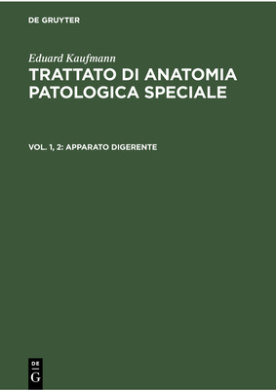 DE GRUYTER
Eduard Kaufmann
TRATTATO DI ANATOMIA
PATOLOGICA SPECIALE
VOL. 1, 2: APPARATO DIGERENTE
DE
G